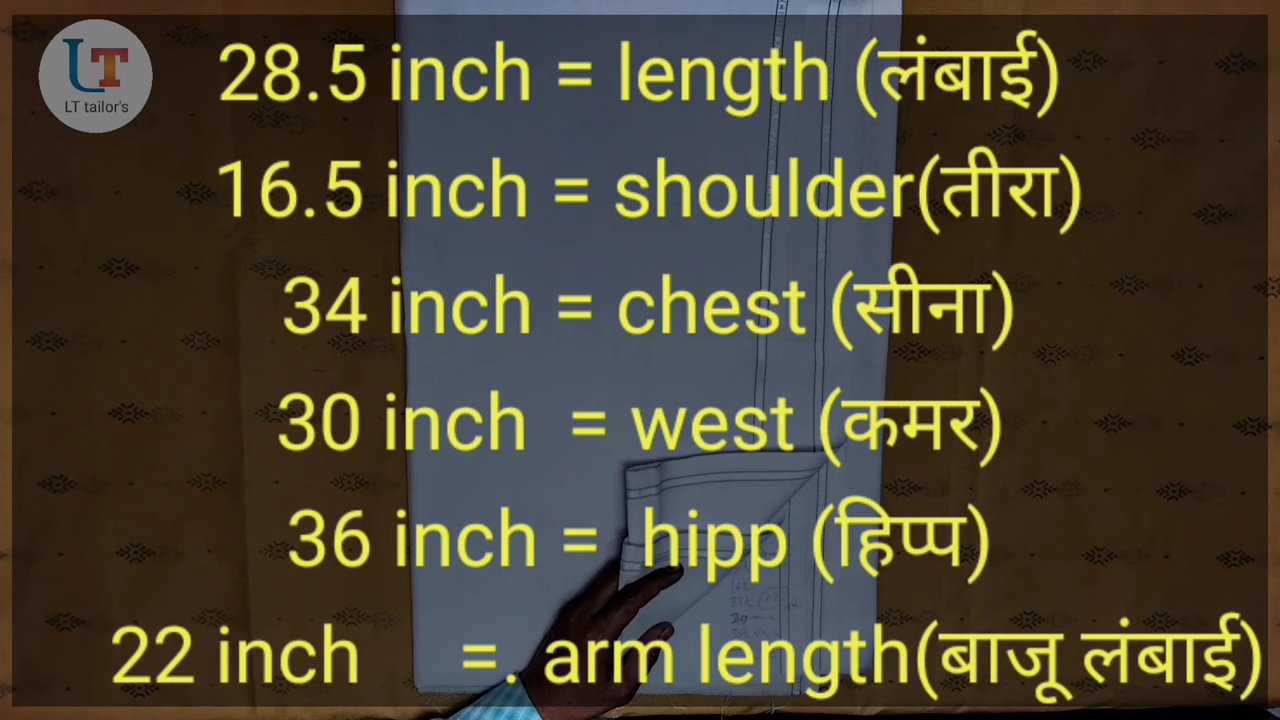 LT
LT tailor's
28.5 inch = length (लंबाई)
16.5 inch = shoulder(तीरा)
34 inch = chest (सीना)
30 inch = west (कमर)
36 inch = hipp (हिप्प)
22 inch =. arm length(बाजू लंबाई)